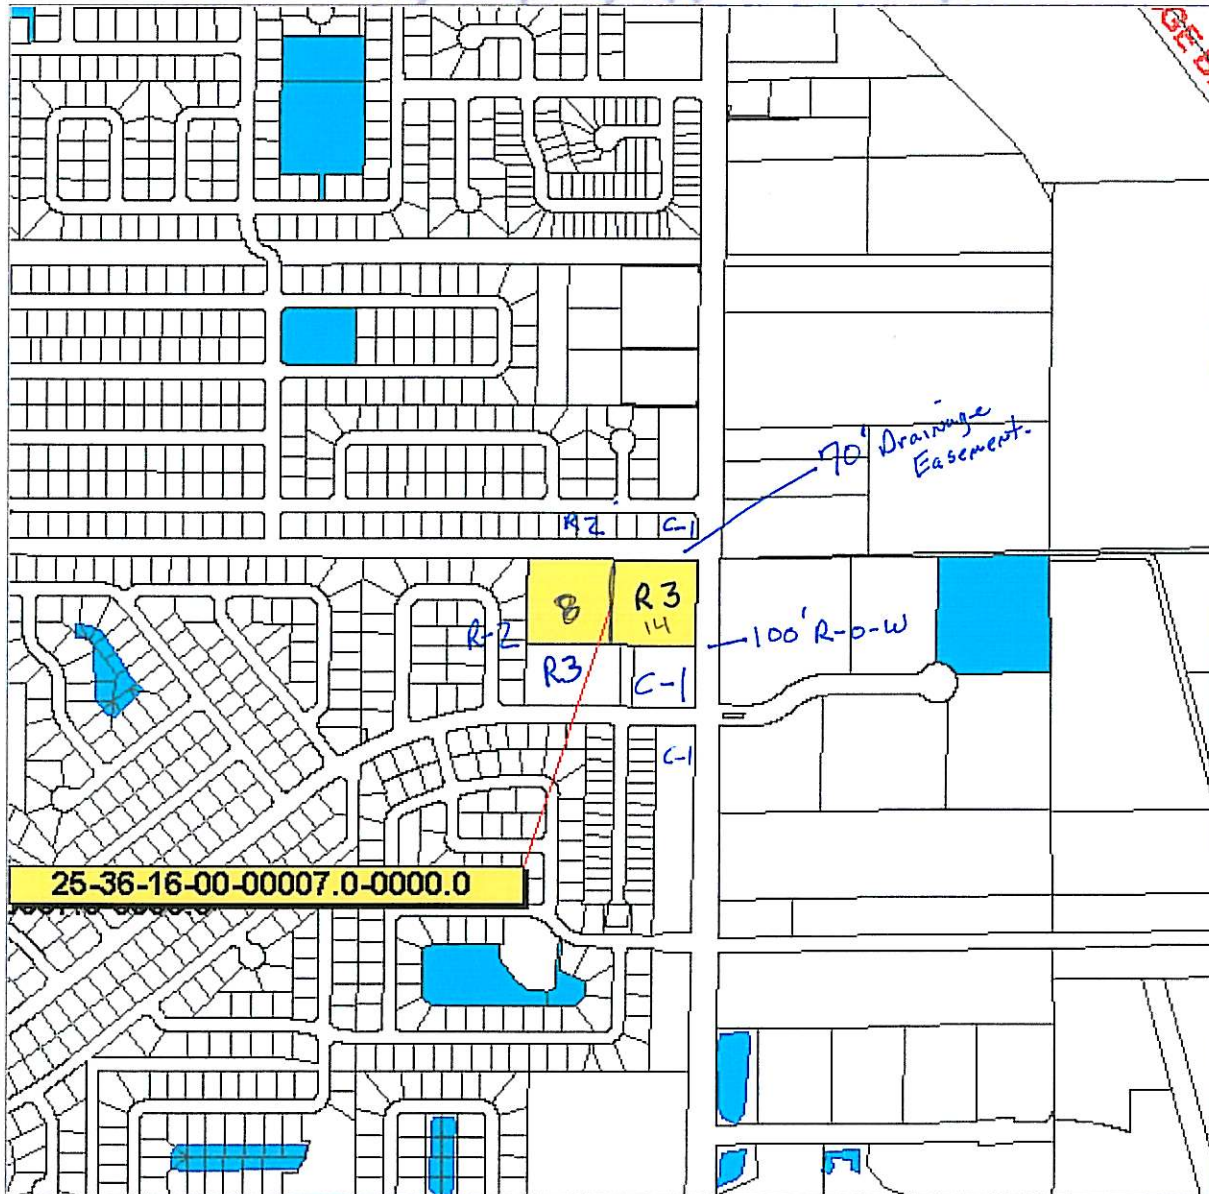 70' Drainage
Easement.
R2
C-1
8
R3
14
R-2
100' R-O-W
R3
C-1
C-1
25-36-16-00-00007.0-0000.0